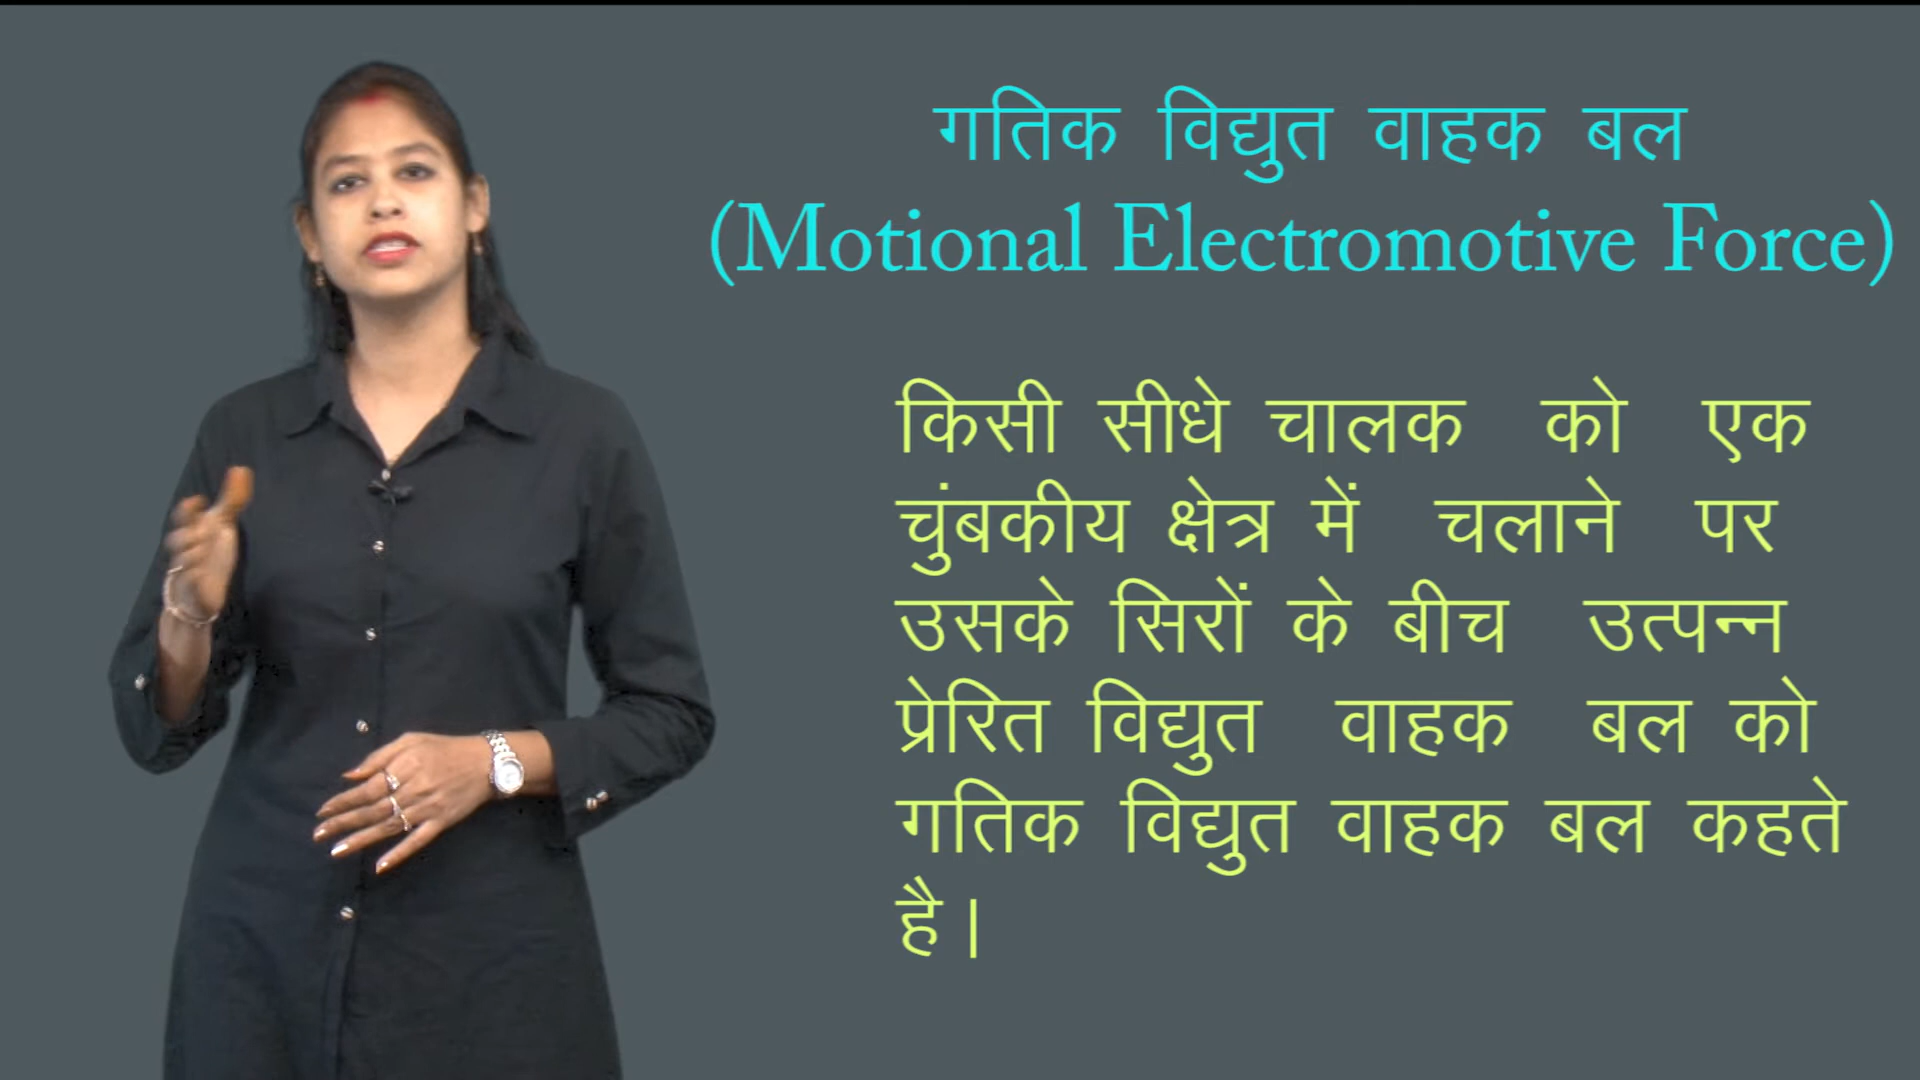 गतिक विद्युत वाहक बल
(Motional Electromotive Force)
किसी सीधे चालक को एक
चुंबकीय क्षेत्र में चलाने पर
उसके सिरों के बीच उत्पन्न
प्रेरित विद्युत वाहक बल को
गतिक विद्युत वाहक बल कहते
है।